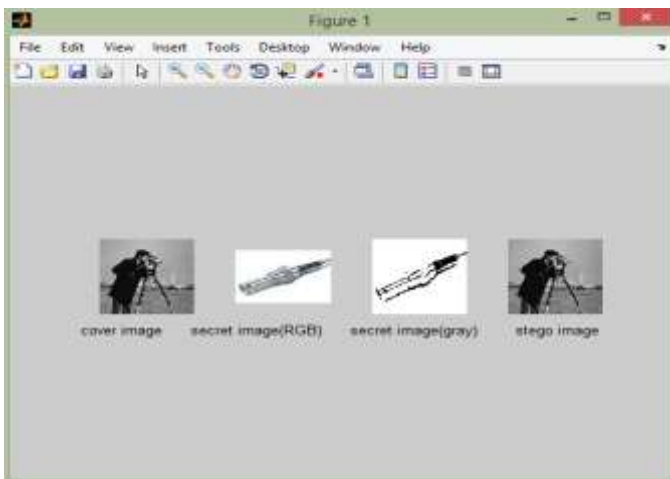 Figure 1
File Edit View Insert Tools Desktop Window Help
cover image secret image(RGB) secret image(gray) stego image